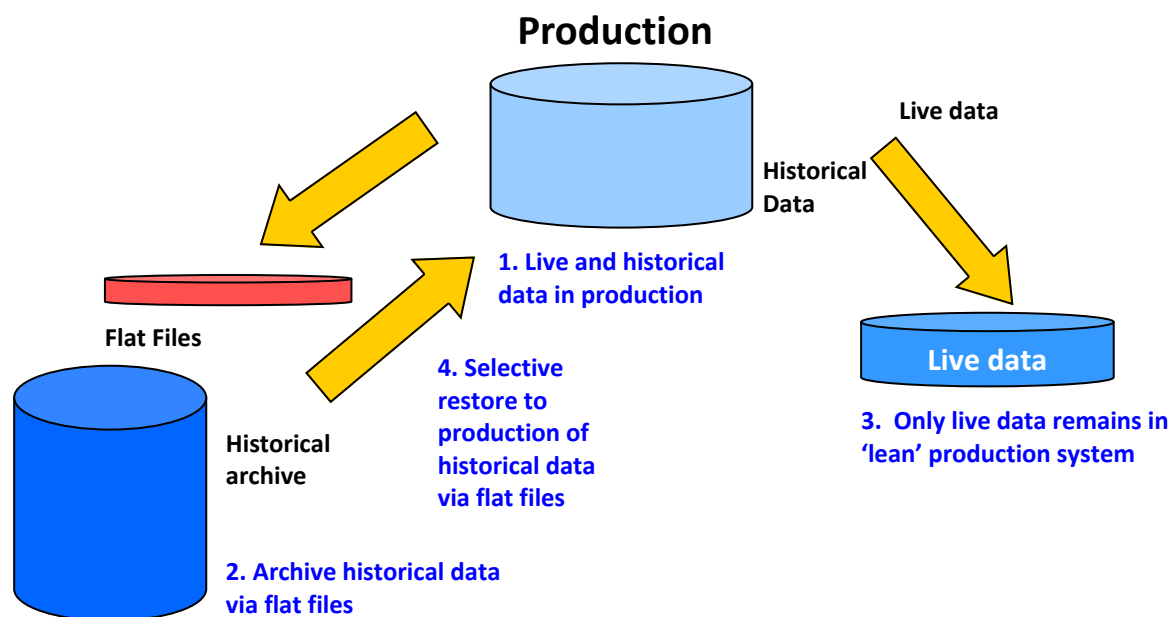 Production
Live data
Historical
Data
1. Live and historical
data in production
Flat Files
Live data
4. Selective
restore to
production of
historical data
via flat files
3.  Only live data remains in
‘lean’ production system
Historical
archive
2. Archive historical data
via flat files